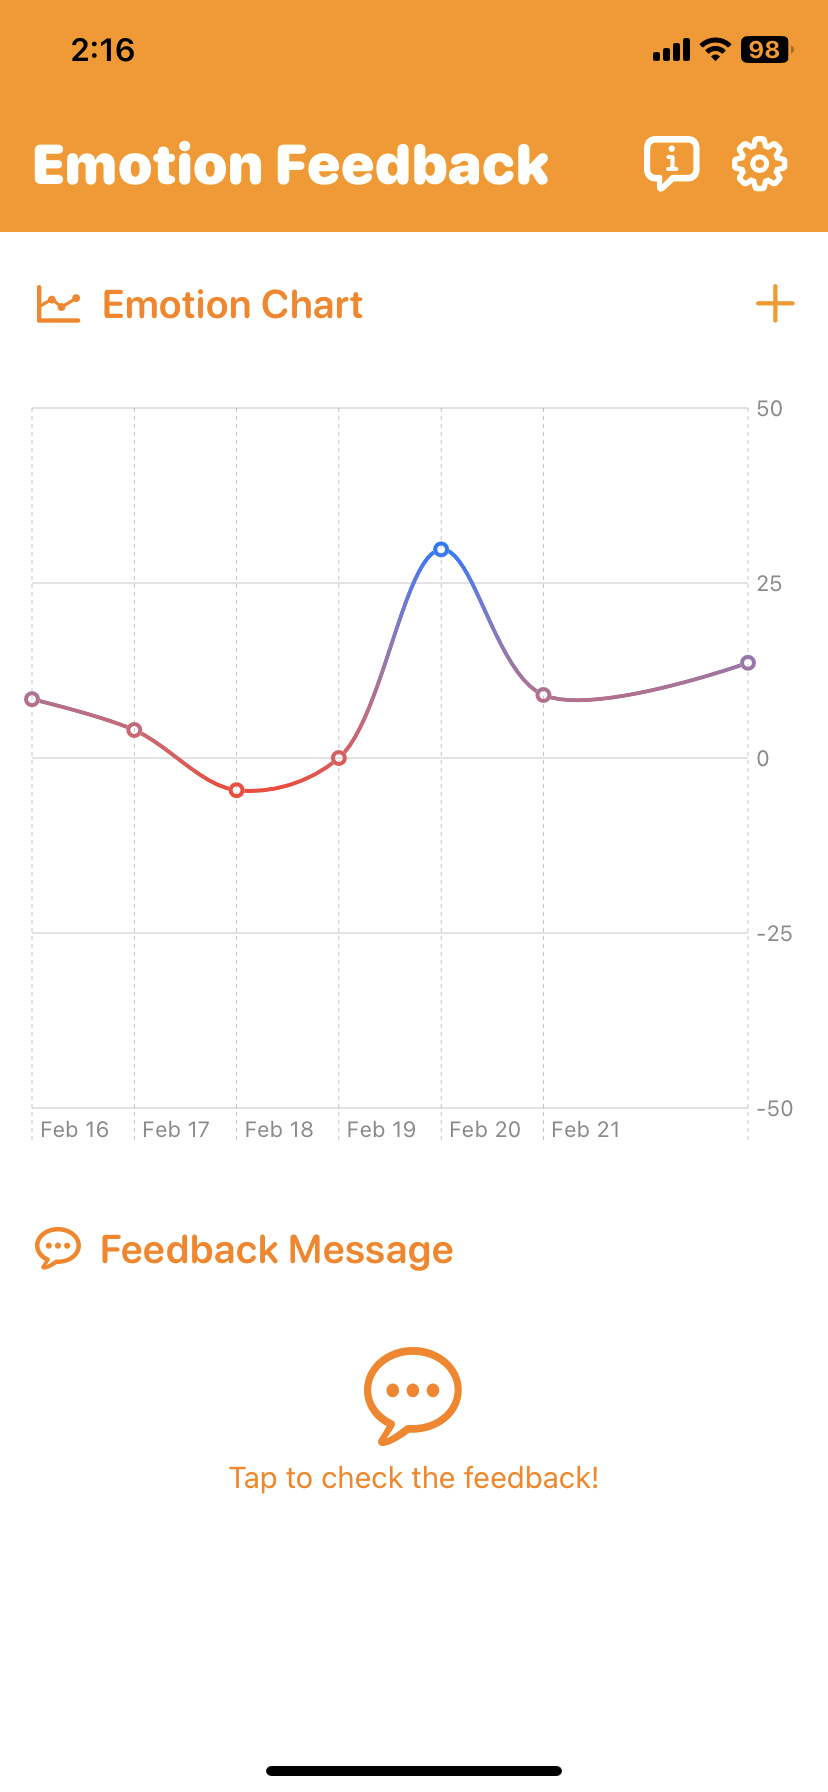 2:16
98
Emotion Feedback
Emotion Chart
50
25
0
-25
-50
Feb 16 Feb 17 Feb 18 Feb 19 Feb 20 Feb 21
Feedback Message
Tap to check the feedback!